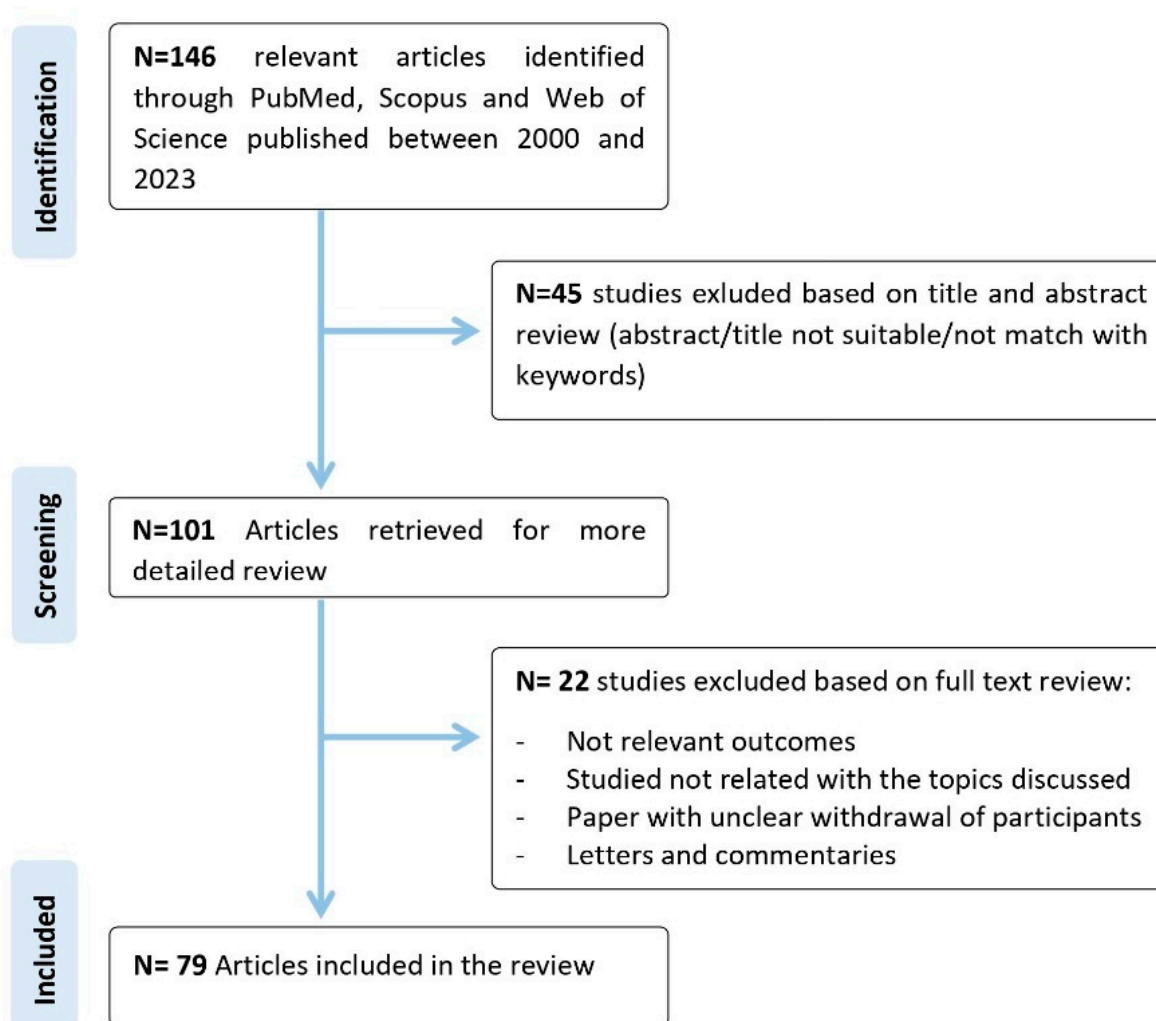 Identification
N=146 relevant articles identified
through PubMed, Scopus and Web of
Science published between 2000 and
2023
N=45 studies exluded based on title and abstract
review (abstract/title not suitable/not match with
keywords)
Screening
N=101 Articles retrieved for more
detailed review
N= 22 studies excluded based on full text review:
- Not relevant outcomes
- Studied not related with the topics discussed
- Paper with unclear withdrawal of participants
- Letters and commentaries
Included
N= 79 Articles included in the review